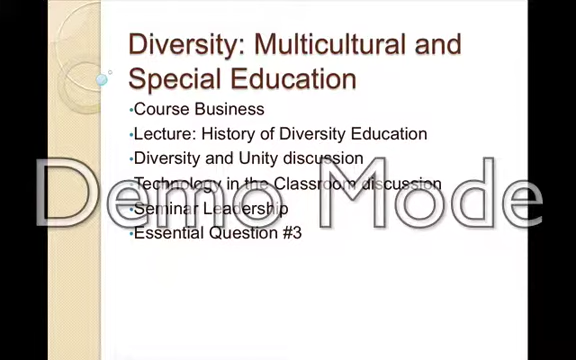 Diversity: Multicultural and
Special Education
•Course Business
•Lecture: History of Diversity Education
•Diversity and Unity discussion
•Technology in the Classroom discussion
Demo Mode
•Seminar Leadership
•Essential Question #3